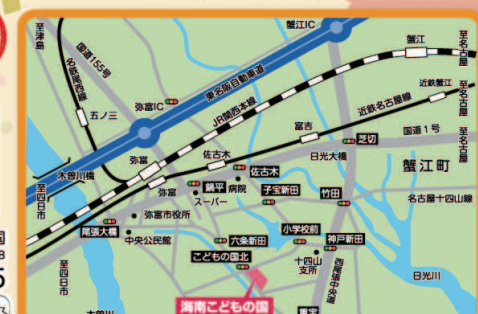 蟹江IC
至津島
国道155号
名鉄尾西線
蟹江
至名古屋
東名阪自動車道
近鉄蟹江
至名古屋
弥富IC
JR関西本線
近鉄名古屋線
五ノ三
富吉
国道1号
至名古屋
芝切
弥富
佐古木
日光大橋
蟹江町
木曽川橋
佐古木
至四日市
弥富
鍋平
病院
子宝新田
竹田
名古屋十四山線
スーパー
弥富市役所
尾張大橋
小学校前
中央公民館
六条新田
神戸新田
こどもの国北
十四山支所
西尾張中央道
至四日市
日光川
海南こどもの国